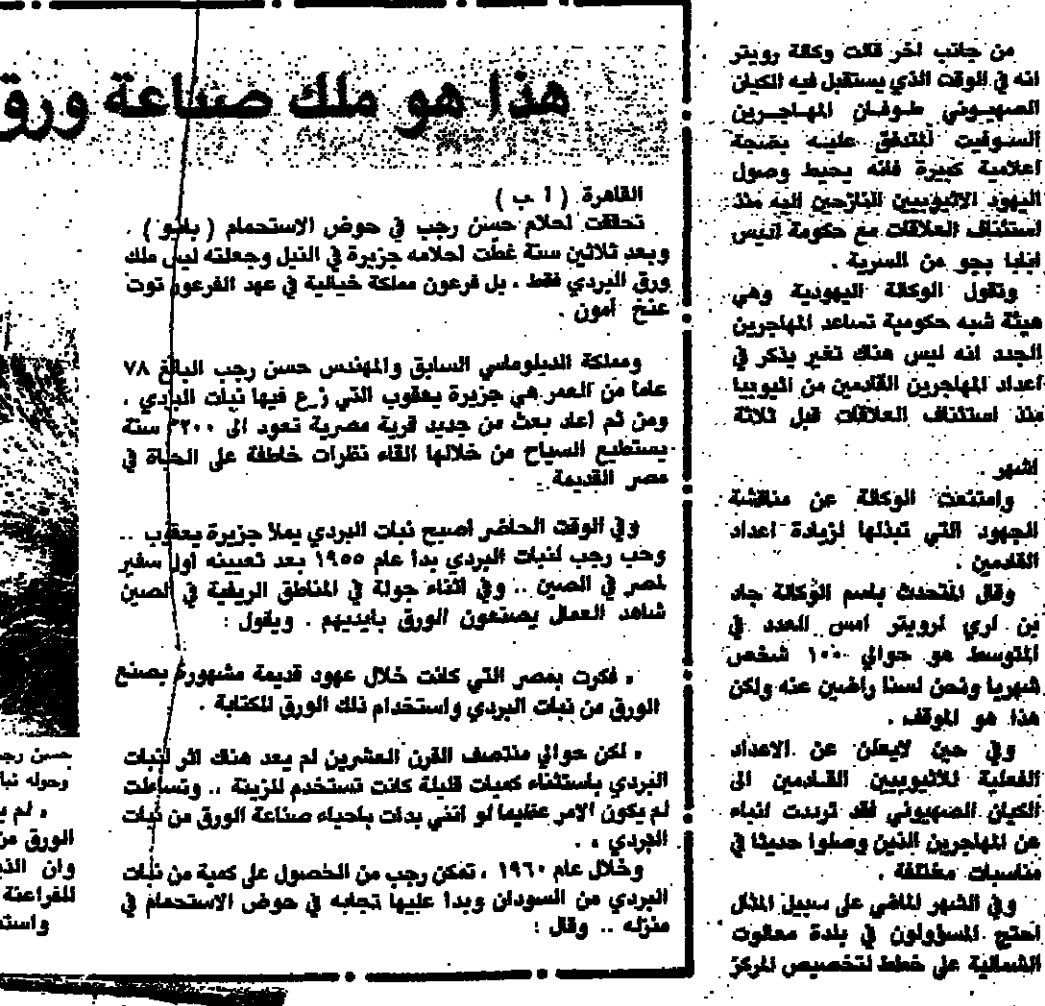 من جانب اخر قالت وكالة رويتر
انه في الوقت الذي يستقبل فيه الكيان
الصهيوني طوفان المهاجرين
السوفيت المتدفق عليه بضجة
اعلامية كبيرة فانه يحيط وصول
اليهود الاثيوبيين النازحين اليه منذ
استئناف العلاقات مع حكومة اديس
ابابا بجو من السرية .
وتقول الوكالة اليهودية وهي
هيئة شبه حكومية تساعد المهاجرين
الجدد انه ليس هناك تغير يذكر في
اعداد المهاجرين القادمين من اثيوبيا
منذ استئناف العلاقات قبل ثلاثة
اشهر .
وامتنعت الوكالة عن مناقشة
الجهود التي تبذلها لزيادة اعداد
القادمين .
وقال المتحدث باسم الوكالة جاد
بن اري لرويتر امس العدد في
المتوسط هو حوالي ١٠٠ شخص
شهريا ونحن لسنا راضين عنه ولكن
هذا هو الموقف .
وفي حين لايعلن عن الاعداد
الفعلية للاثيوبيين القادمين الى
الكيان الصهيوني فقد ترددت انباء
عن المهاجرين الذين وصلوا حديثا في
مناسبات مختلفة .
وفي الشهر الماضي على سبيل المثال
احتج المسؤولون في بلدة معالوت
الشمالية على خطط لتخصيص المركز
هذا هو ملك صناعة ورق
القاهرة ( أ ب )
تحققت احلام حسن رجب في حوض الاستحمام ( بانيو ) .
وبعد ثلاثين سنة غطّت احلامه جزيرة في النيل وجعلته ليس ملك
ورق البردي فقط ، بل فرعون مملكة خيالية في عهد الفرعون توت
عنخ أمون .
ومملكة الدبلوماسي السابق والمهندس حسن رجب البالغ ٧٨
عاما من العمر هي جزيرة يعقوب التي زرع فيها نبات البردي ،
ومن ثم أعاد بعث من جديد قرية مصرية تعود الى ٣٢٠٠ سنة
يستطيع السياح من خلالها القاء نظرات خاطفة على الحياة في
مصر القديمة .
وفي الوقت الحاضر اصبح نبات البردي يملأ جزيرة يعقوب ..
وحب رجب لنبات البردي بدأ عام ١٩٥٥ بعد تعيينه أول سفير
لمصر في الصين .. وفي اثناء جولة في المناطق الريفية في الصين
شاهد العمال يصنعون الورق بأيديهم . ويقول :
« فكرت بمصر التي كانت خلال عهود قديمة مشهورة بصنع
الورق من نبات البردي واستخدام ذلك الورق للكتابة .
« لكن حوالي منتصف القرن العشرين لم يعد هناك اثر لنبات
البردي باستثناء كميات قليلة كانت تستخدم للزينة .. وتساءلت
لم يكون الامر عظيما لو انني بدأت باحياء صناعة الورق من نبات
البردي » .
وخلال عام ١٩٦٠ ، تمكن رجب من الحصول على كمية من نبات
البردي من السودان وبدأ عليها تجاربه في حوض الاستحمام في
منزله .. وقال :
حسن رجب
وحوله نبا
« لم ي
الورق من
وان الذ
للفراعنة
واستم